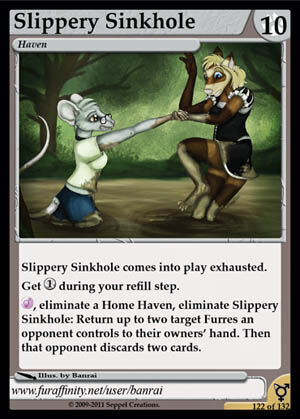 Slippery Sinkhole 10
Haven
Slippery Sinkhole comes into play exhausted.
Get 1 during your refill step.
, eliminate a Home Haven, eliminate Slippery
Sinkhole: Return up to two target Furres an
opponent controls to their owners' hand. Then
that opponent discards two cards.
Illus. by Banrai
www.furaffinity.net/user/banrai
© 2009-2011 Seppel Creations.
122 of 132